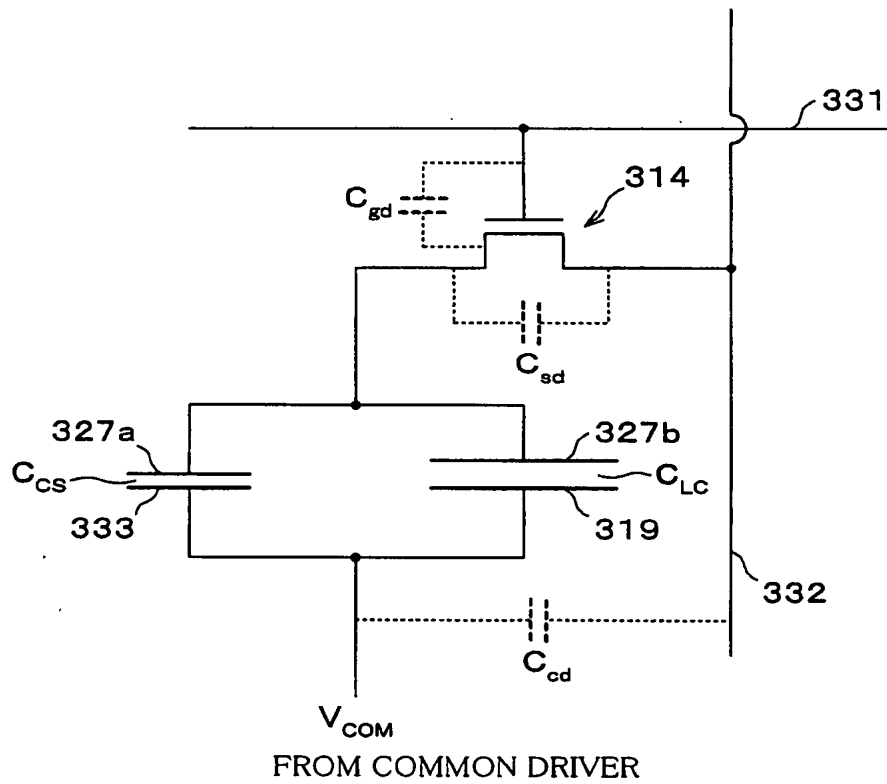 331
314
C_gd
C_sd
327a
327b
C_CS
C_LC
333
319
332
C_cd
V_COM
FROM COMMON DRIVER